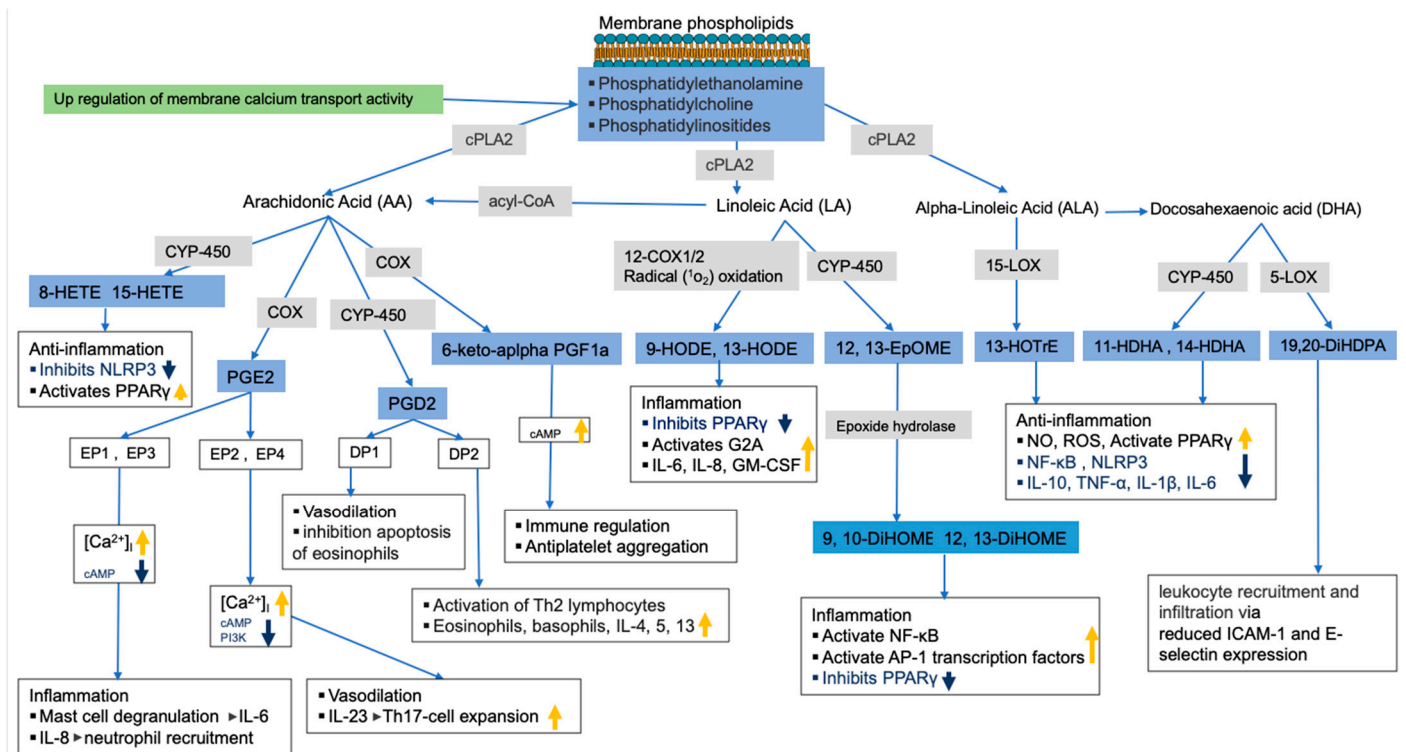 Membrane phospholipids
▪ Phosphatidylethanolamine
▪ Phosphatidylcholine
▪ Phosphatidylinositides
Up regulation of membrane calcium transport activity
cPLA2
cPLA2
cPLA2
Arachidonic Acid (AA)
acyl-CoA
Linoleic Acid (LA)
Alpha-Linoleic Acid (ALA)
Docosahexaenoic acid (DHA)
CYP-450
COX
COX
CYP-450
12-COX1/2
Radical (¹o₂) oxidation
CYP-450
15-LOX
CYP-450
5-LOX
8-HETE 15-HETE
PGE2
PGD2
6-keto-aplpha PGF1a
9-HODE, 13-HODE
12, 13-EpOME
13-HOTrE
11-HDHA , 14-HDHA
19,20-DiHDPA
Anti-inflammation
▪ Inhibits NLRP3
▪ Activates PPARγ
EP1 , EP3
EP2 , EP4
DP1
DP2
cAMP
Inflammation
▪ Inhibits PPARγ
▪ Activates G2A
▪ IL-6, IL-8, GM-CSF
Epoxide hydrolase
Anti-inflammation
▪ NO, ROS, Activate PPARγ
▪ NF-κB , NLRP3
▪ IL-10, TNF-α, IL-1β, IL-6
▪ Vasodilation
▪ inhibition apoptosis
of eosinophils
▪ Immune regulation
▪ Antiplatelet aggregation
[Ca²⁺]I
cAMP
[Ca²⁺]I
cAMP
PI3K
▪ Activation of Th2 lymphocytes
▪ Eosinophils, basophils, IL-4, 5, 13
9, 10-DiHOME 12, 13-DiHOME
Inflammation
▪ Activate NF-κB
▪ Activate AP-1 transcription factors
▪ Inhibits PPARγ
leukocyte recruitment and
infiltration via
reduced ICAM-1 and E-
selectin expression
Inflammation
▪ Mast cell degranulation ►IL-6
▪ IL-8 ► neutrophil recruitment
▪ Vasodilation
▪ IL-23 ►Th17-cell expansion